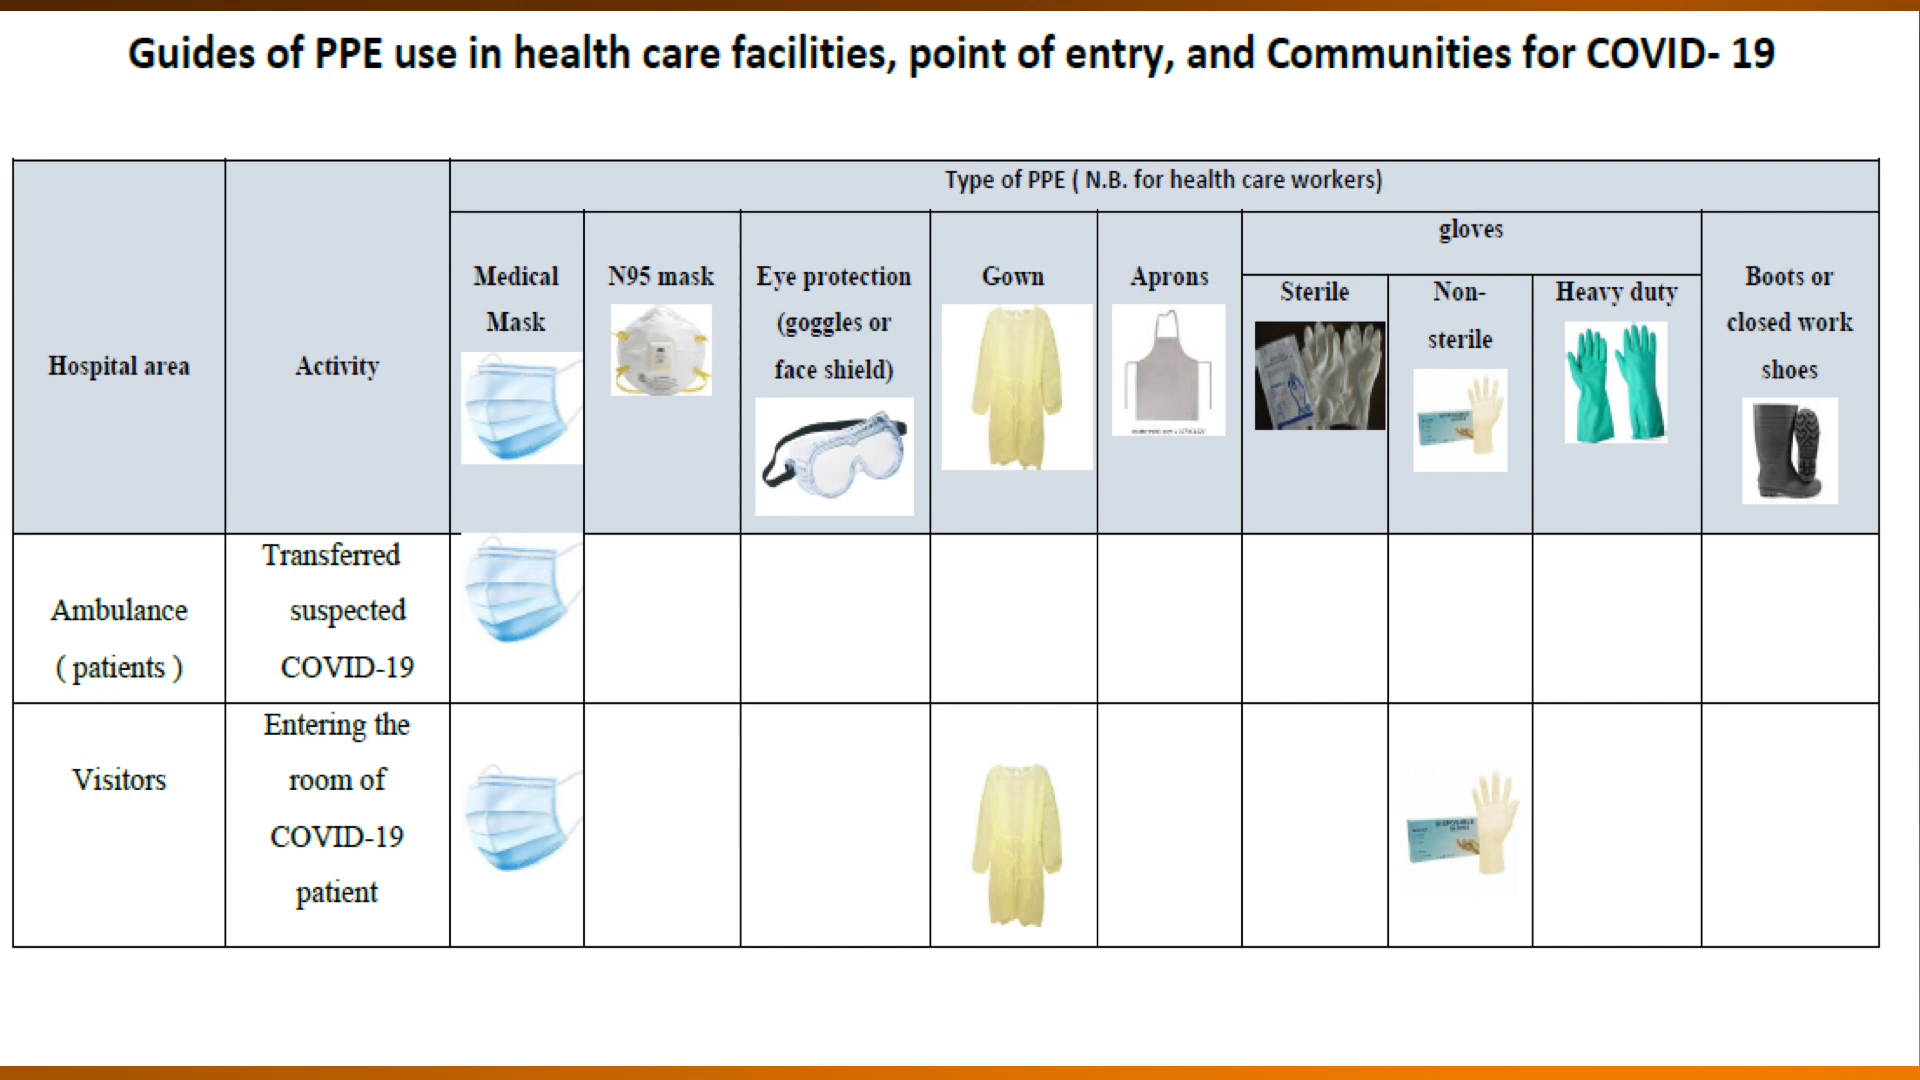 Guides of PPE use in health care facilities, point of entry, and Communities for COVID- 19
Type of PPE ( N.B. for health care workers)
Hospital area
Activity
Medical
Mask
N95 mask
Eye protection
(goggles or
face shield)
Gown
Aprons
gloves
Sterile
Non-
sterile
Heavy duty
Boots or
closed work
shoes
Ambulance
( patients )
Transferred
suspected
COVID-19
Visitors
Entering the
room of
COVID-19
patient